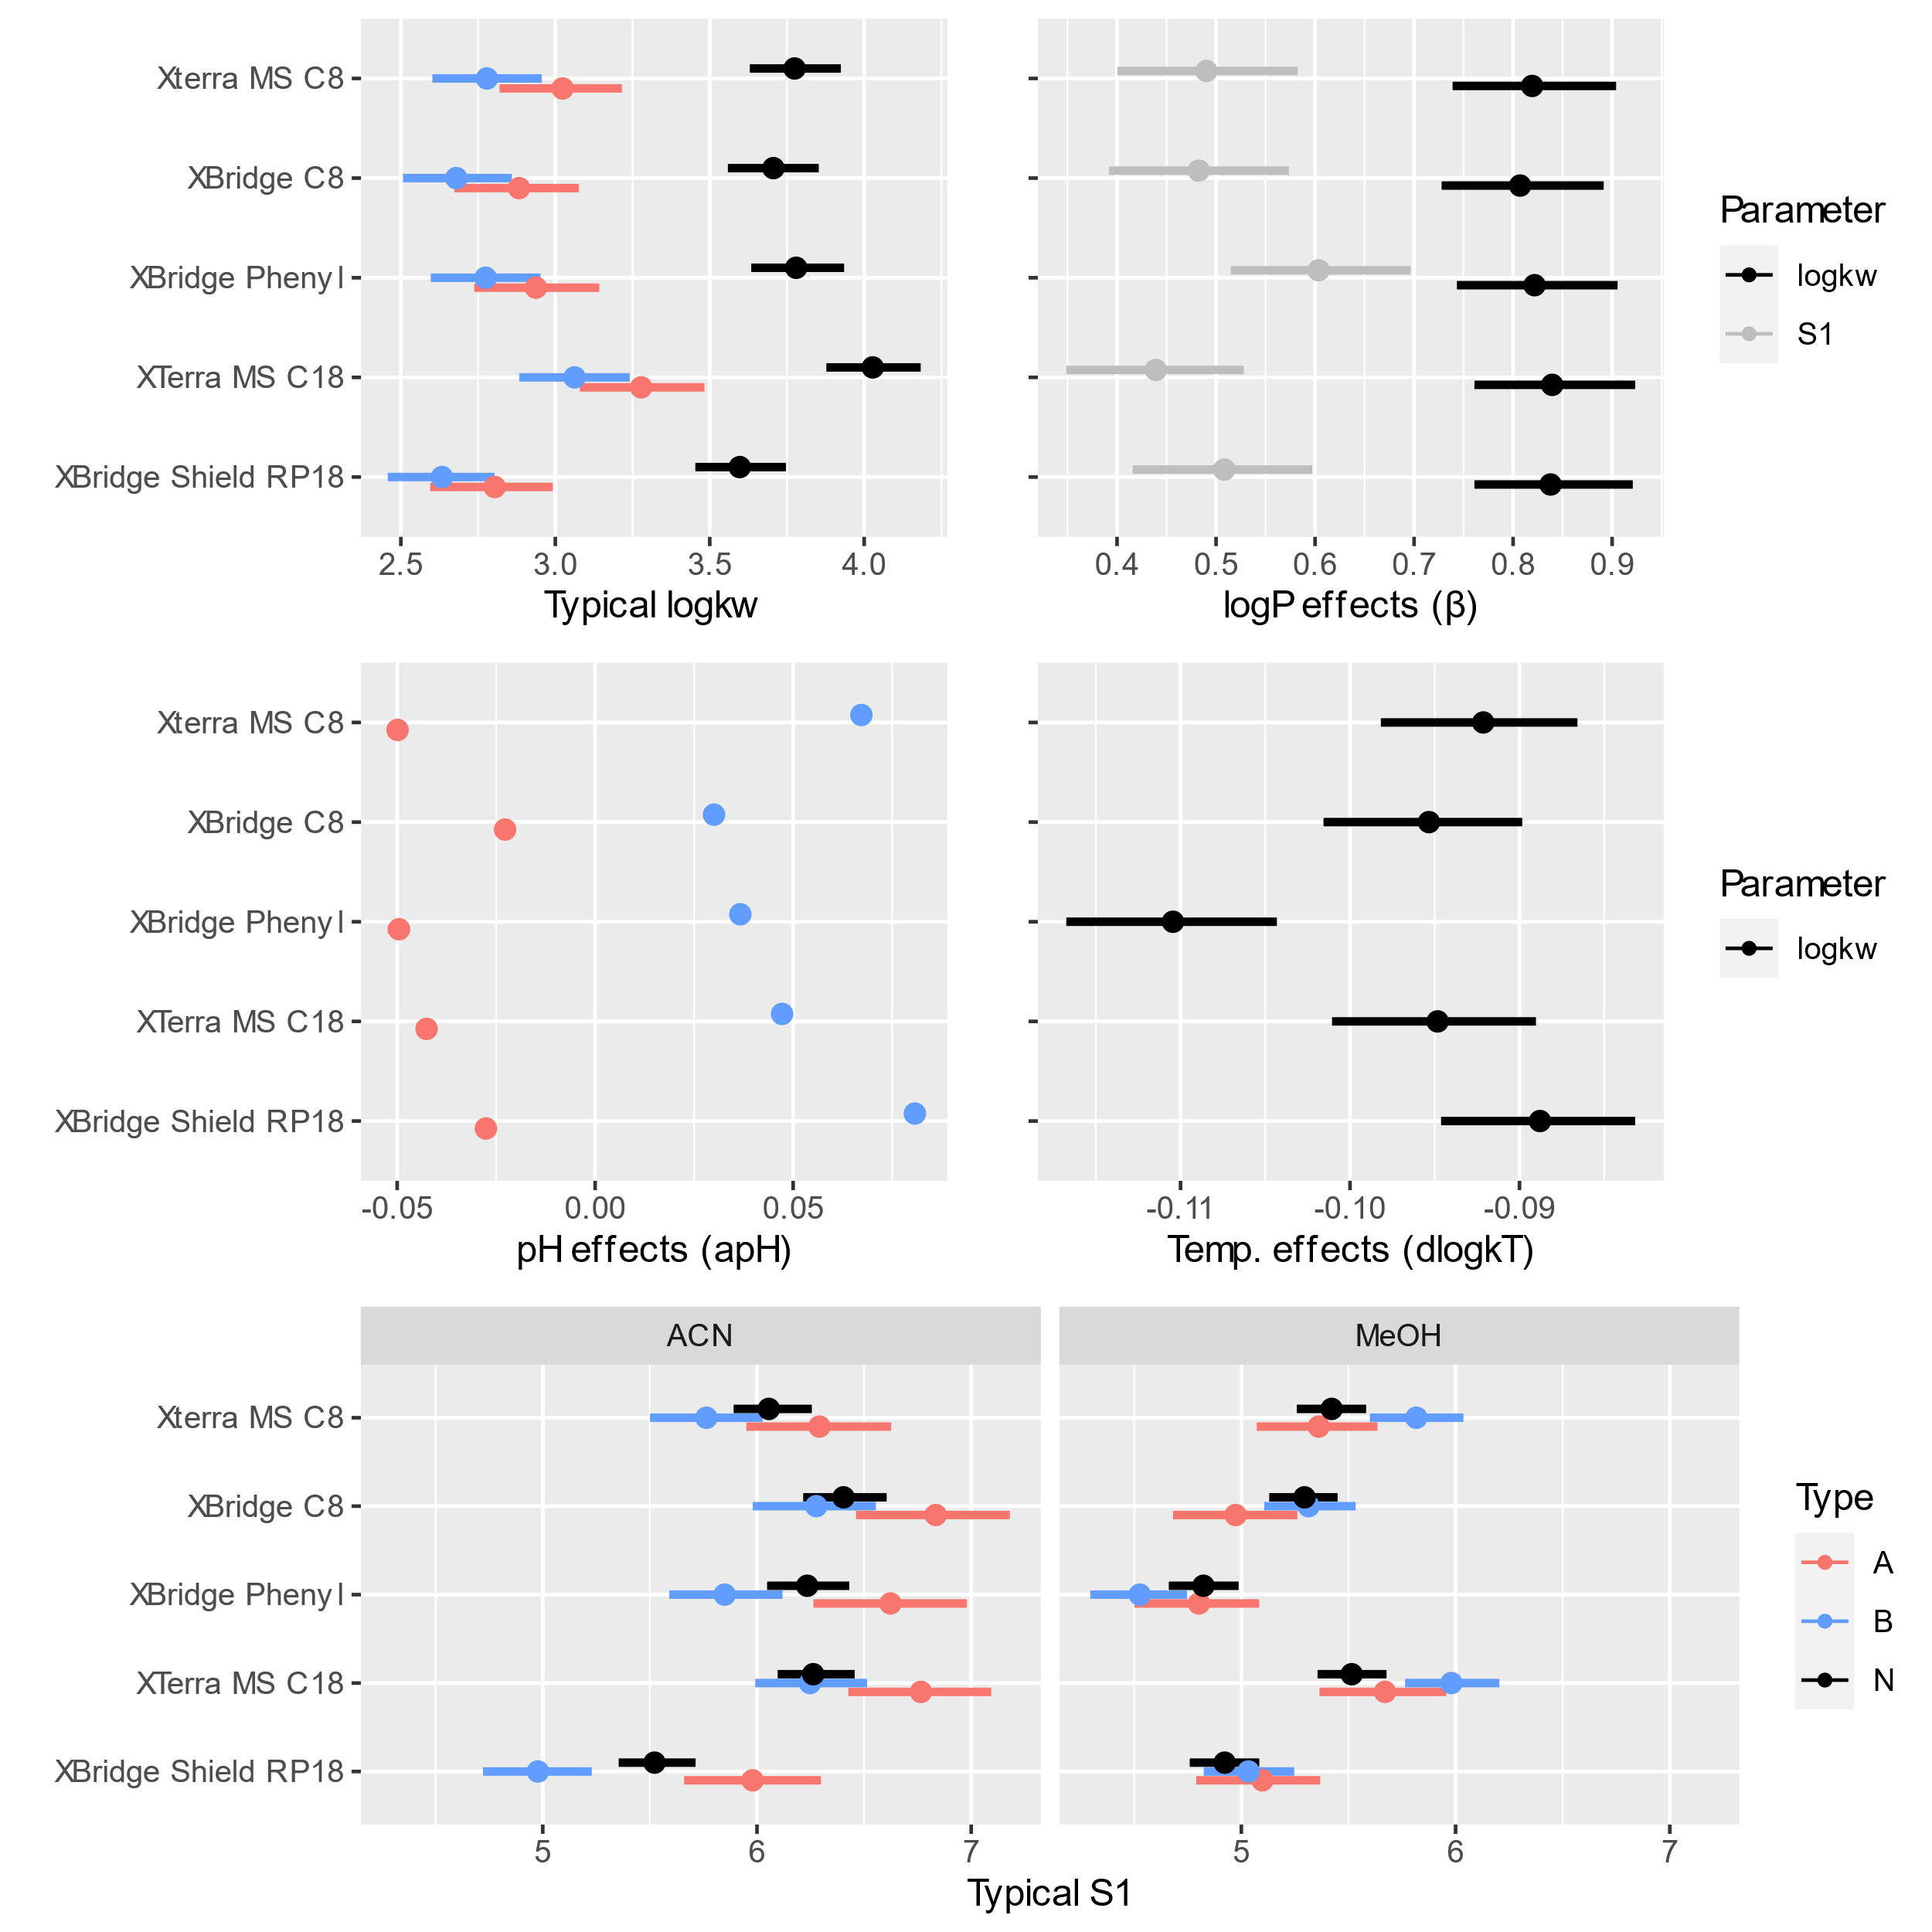 Xterra MS C8
XBridge C8
XBridge Phenyl
XTerra MS C18
XBridge Shield RP18
2.5 3.0 3.5 4.0
Typical logkw
0.4 0.5 0.6 0.7 0.8 0.9
logP effects (β)
Parameter
logkw
S1
Xterra MS C8
XBridge C8
XBridge Phenyl
XTerra MS C18
XBridge Shield RP18
-0.05 0.00 0.05
pH effects (apH)
-0.11 -0.10 -0.09
Temp. effects (dlogkT)
Parameter
logkw
ACN
MeOH
Xterra MS C8
XBridge C8
XBridge Phenyl
XTerra MS C18
XBridge Shield RP18
5 6 7
5 6 7
Typical S1
Type
A
B
N